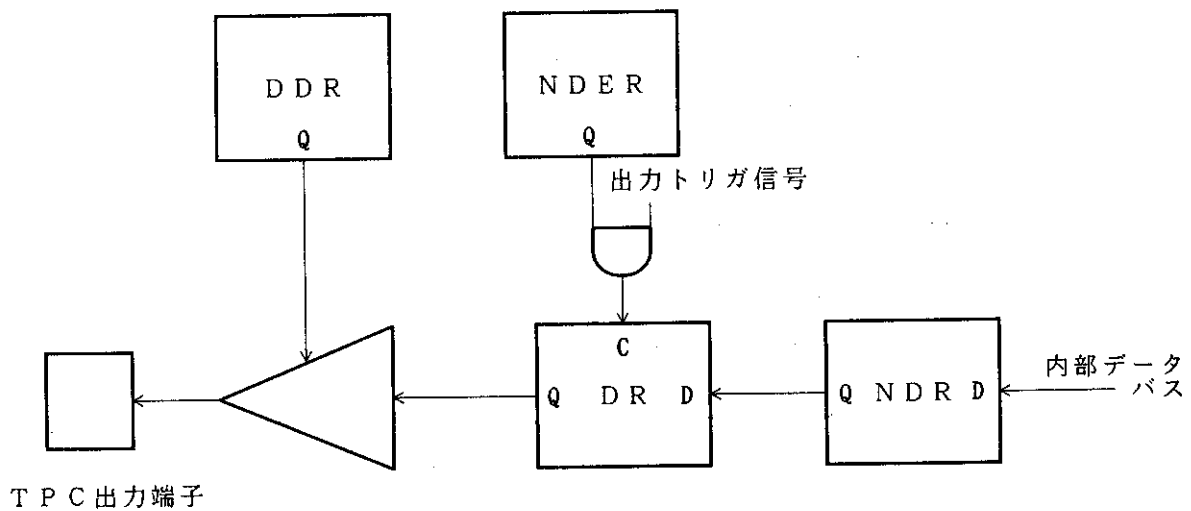 DDR
Q
NDER
Q
出力トリガ信号
C
Q DR D
Q NDR D
内部データ
バス
TPC出力端子